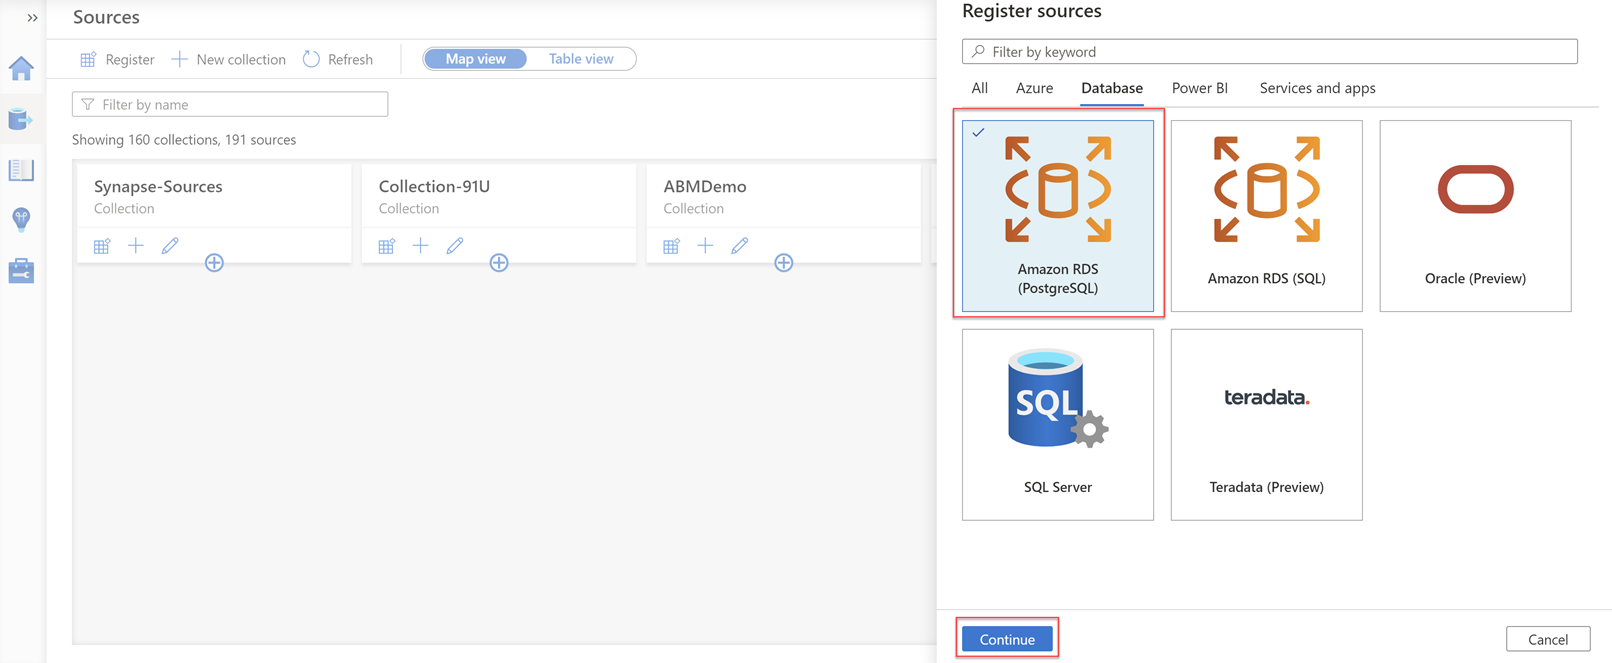 Sources
Register
New collection
Refresh
Map view
Table view
Filter by name
Showing 160 collections, 191 sources
Synapse-Sources
Collection
Collection-91U
Collection
ABMDemo
Collection
Register sources
Filter by keyword
All
Azure
Database
Power BI
Services and apps
Amazon RDS
(PostgreSQL)
Amazon RDS (SQL)
Oracle (Preview)
SQL
SQL Server
teradata.
Teradata (Preview)
Continue
Cancel